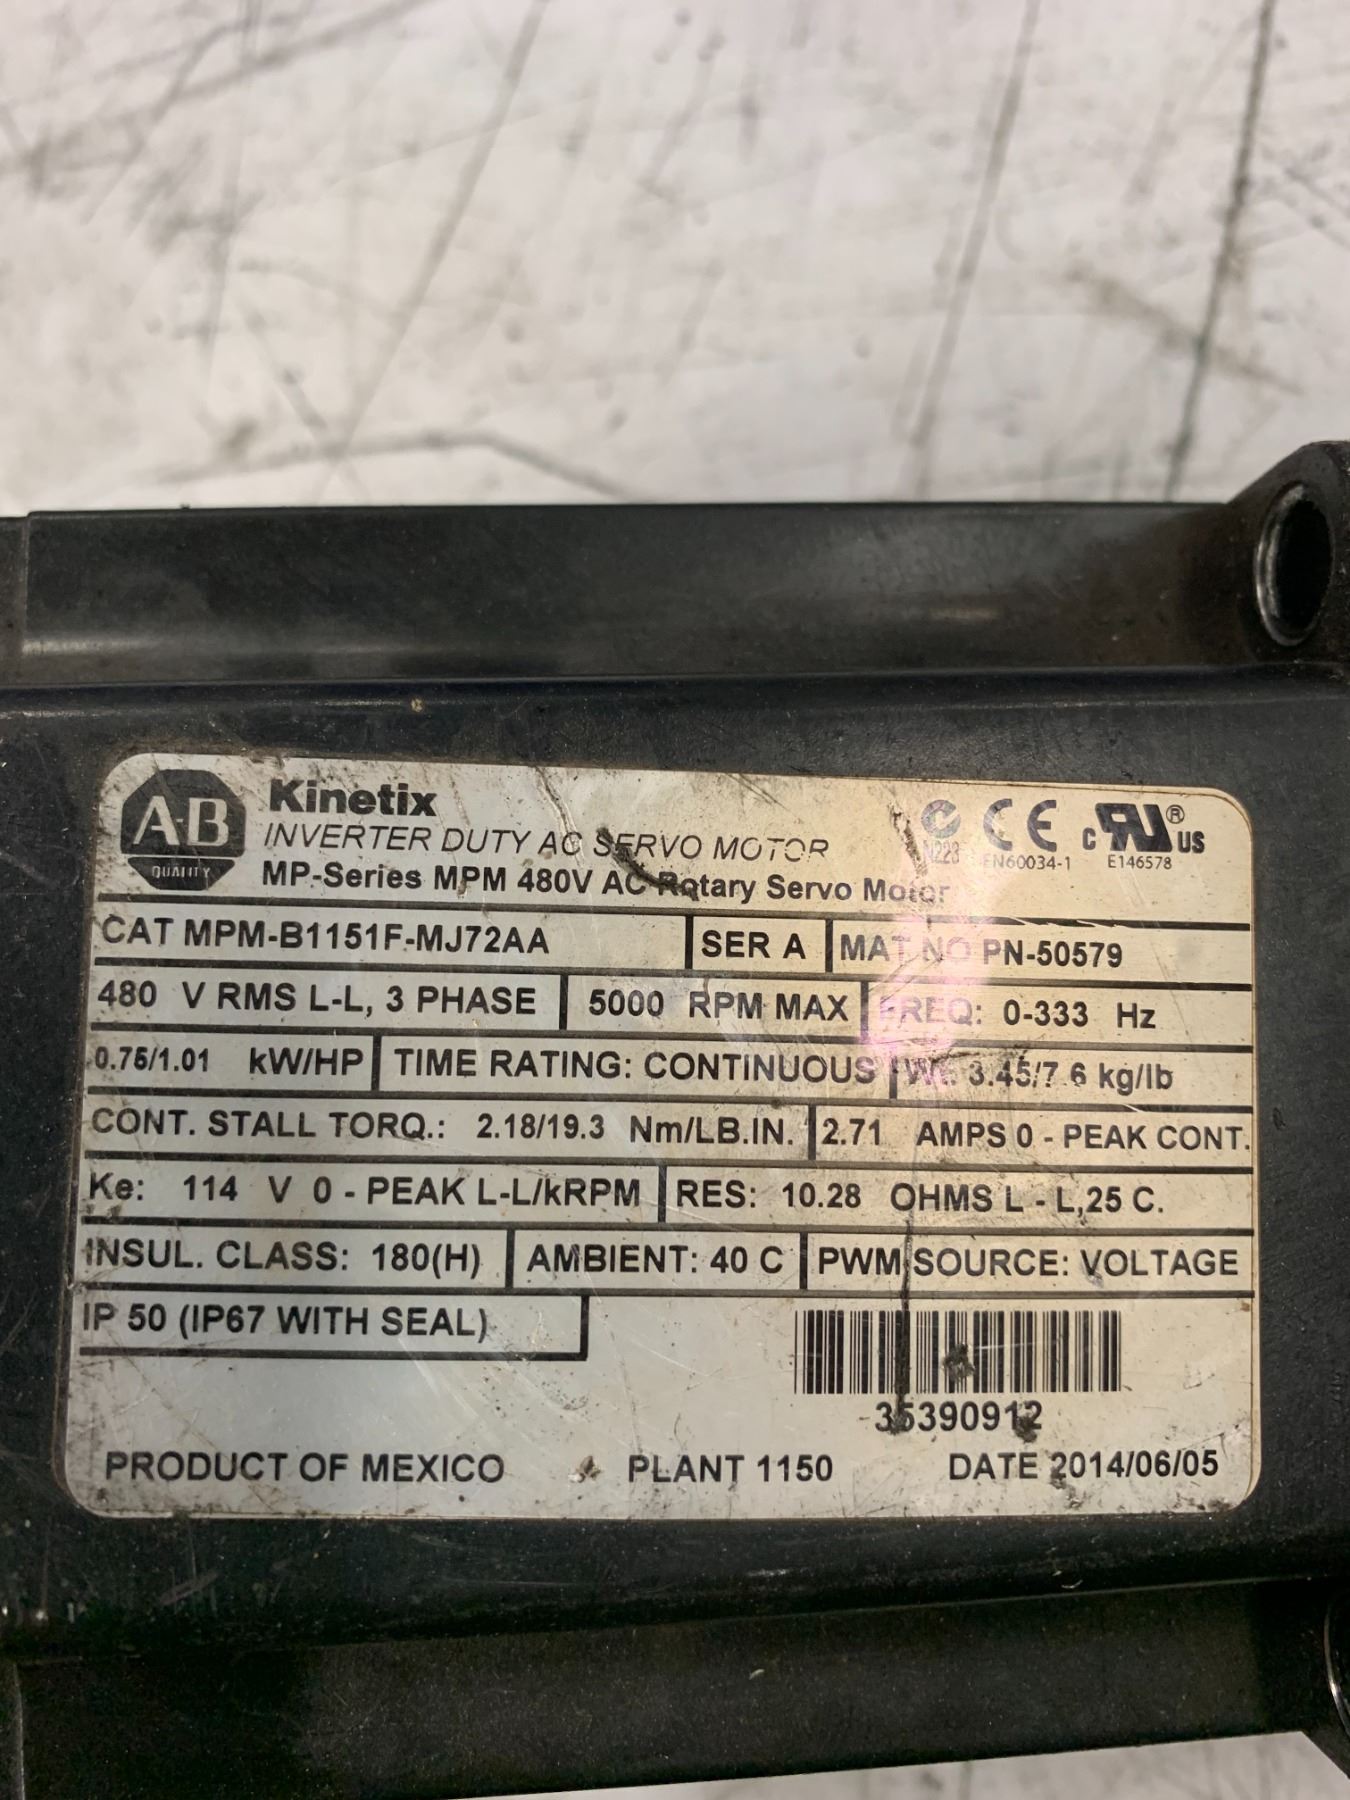 A-B
QUALITY
Kinetix
INVERTER DUTY AC SERVO MOTOR
MP-Series MPM 480V AC Rotary Servo Motor
N223
CE
EN60034-1
c RU ® US
E146578
CAT MPM-B1151F-MJ72AA SER A MAT NO PN-50579
480 V RMS L-L, 3 PHASE 5000 RPM MAX FREQ: 0-333 Hz
0.75/1.01 kW/HP TIME RATING: CONTINUOUS Wt. 3.45/7.6 kg/lb
CONT. STALL TORQ.: 2.18/19.3 Nm/LB.IN. 2.71 AMPS 0 - PEAK CONT.
Ke: 114 V 0 - PEAK L-L/kRPM RES: 10.28 OHMS L - L,25 C.
INSUL. CLASS: 180(H) AMBIENT: 40 C PWM SOURCE: VOLTAGE
IP 50 (IP67 WITH SEAL)
35390912
PRODUCT OF MEXICO PLANT 1150 DATE 2014/06/05